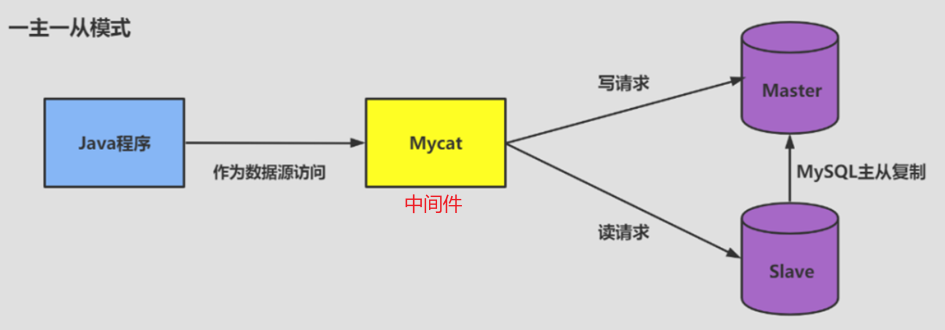 一主一从模式
Java程序
作为数据源访问
Mycat
中间件
写请求
读请求
Master
MySQL主从复制
Slave